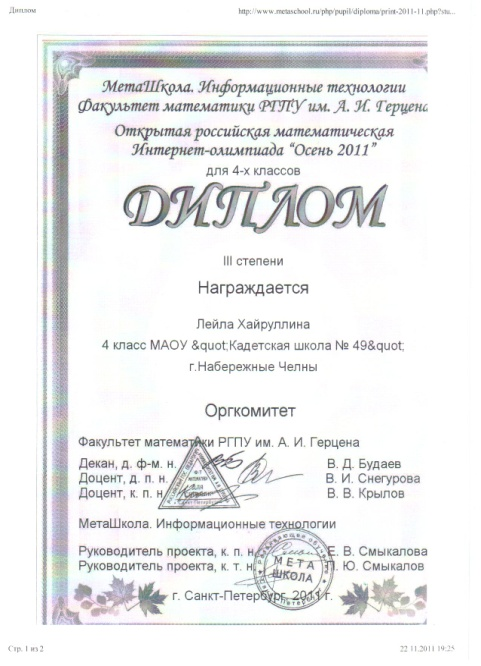 Диплом
http://www.metaschool.ru/php/pupil/diploma/print-2011-11.php?stu...
МетаШкола. Информационные технологии
Факультет математики РГПУ им. А. И. Герцена
Открытая российская математическая
Интернет-олимпиада "Осень 2011"
для 4-х классов
ДИПЛОМ
III степени
Награждается
Лейла Хайруллина
4 класс МАОУ &quot;Кадетская школа № 49&quot;
г.Набережные Челны
Оргкомитет
Факультет математики РГПУ им. А. И. Герцена
Декан, д. ф-м. н. В. Д. Будаев
Доцент, д. п. н. В. И. Снегурова
Доцент, к. п. н. В. В. Крылов
МетаШкола. Информационные технологии
Руководитель проекта, к. п. н. Е. В. Смыкалова
Руководитель проекта, к. т. н. П. Ю. Смыкалов
МЕТА
ШКОЛА
г. Санкт-Петербург, 2011 г.
Стр. 1 из 2
22.11.2011 19:25